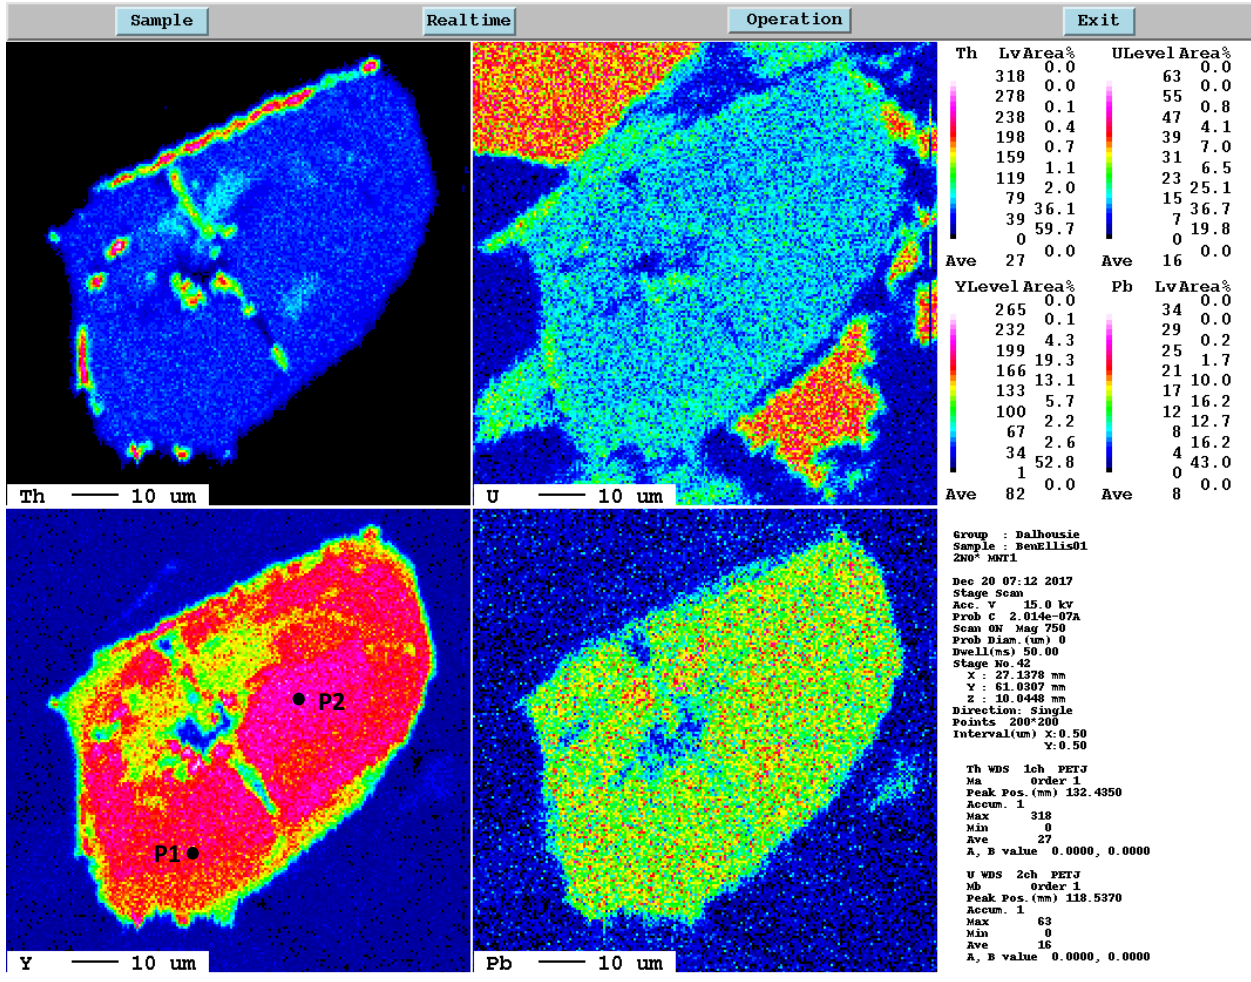 Sample Realtime Operation Exit
Th Lv Area%
0.0
318 0.0
278 0.1
238 0.4
198 0.7
159 1.1
119 2.0
79 36.1
39 59.7
0 0.0
Ave 27
ULevel Area%
0.0
63 0.0
55 0.8
47 4.1
39 7.0
31 6.5
23 25.1
15 36.7
7 19.8
0 0.0
Ave 16
YLevel Area%
0.0
265 0.1
232 4.3
199 19.3
166 13.1
133 5.7
100 2.2
67 2.6
34 52.8
1 0.0
Ave 82
Pb Lv Area%
0.0
34 0.0
29 0.2
25 1.7
21 10.0
17 16.2
12 12.7
8 16.2
4 43.0
0 0.0
Ave 8
Th 10 um
U 10 um
P2
P1
Y 10 um
Pb 10 um
Group : Dalhousie
Sample : BenEllis01
2N0* MNT1
Dec 20 07:12 2017
Stage Scan
Acc. V 15.0 kV
Prob C 2.014e-07A
Scan ON Mag 750
Prob Diam.(um) 0
Dwell(ms) 50.00
Stage No.42
X : 27.1378 mm
Y : 61.0307 mm
Z : 10.0448 mm
Direction: Single
Points 200*200
Interval(um) X:0.50
Y:0.50
Th WDS 1ch PETJ
Ma Order 1
Peak Pos.(mm) 132.4350
Accum. 1
Max 318
Min 0
Ave 27
A, B value 0.0000, 0.0000
U WDS 2ch PETJ
Mb Order 1
Peak Pos.(mm) 118.5370
Accum. 1
Max 63
Min 0
Ave 16
A, B value 0.0000, 0.0000